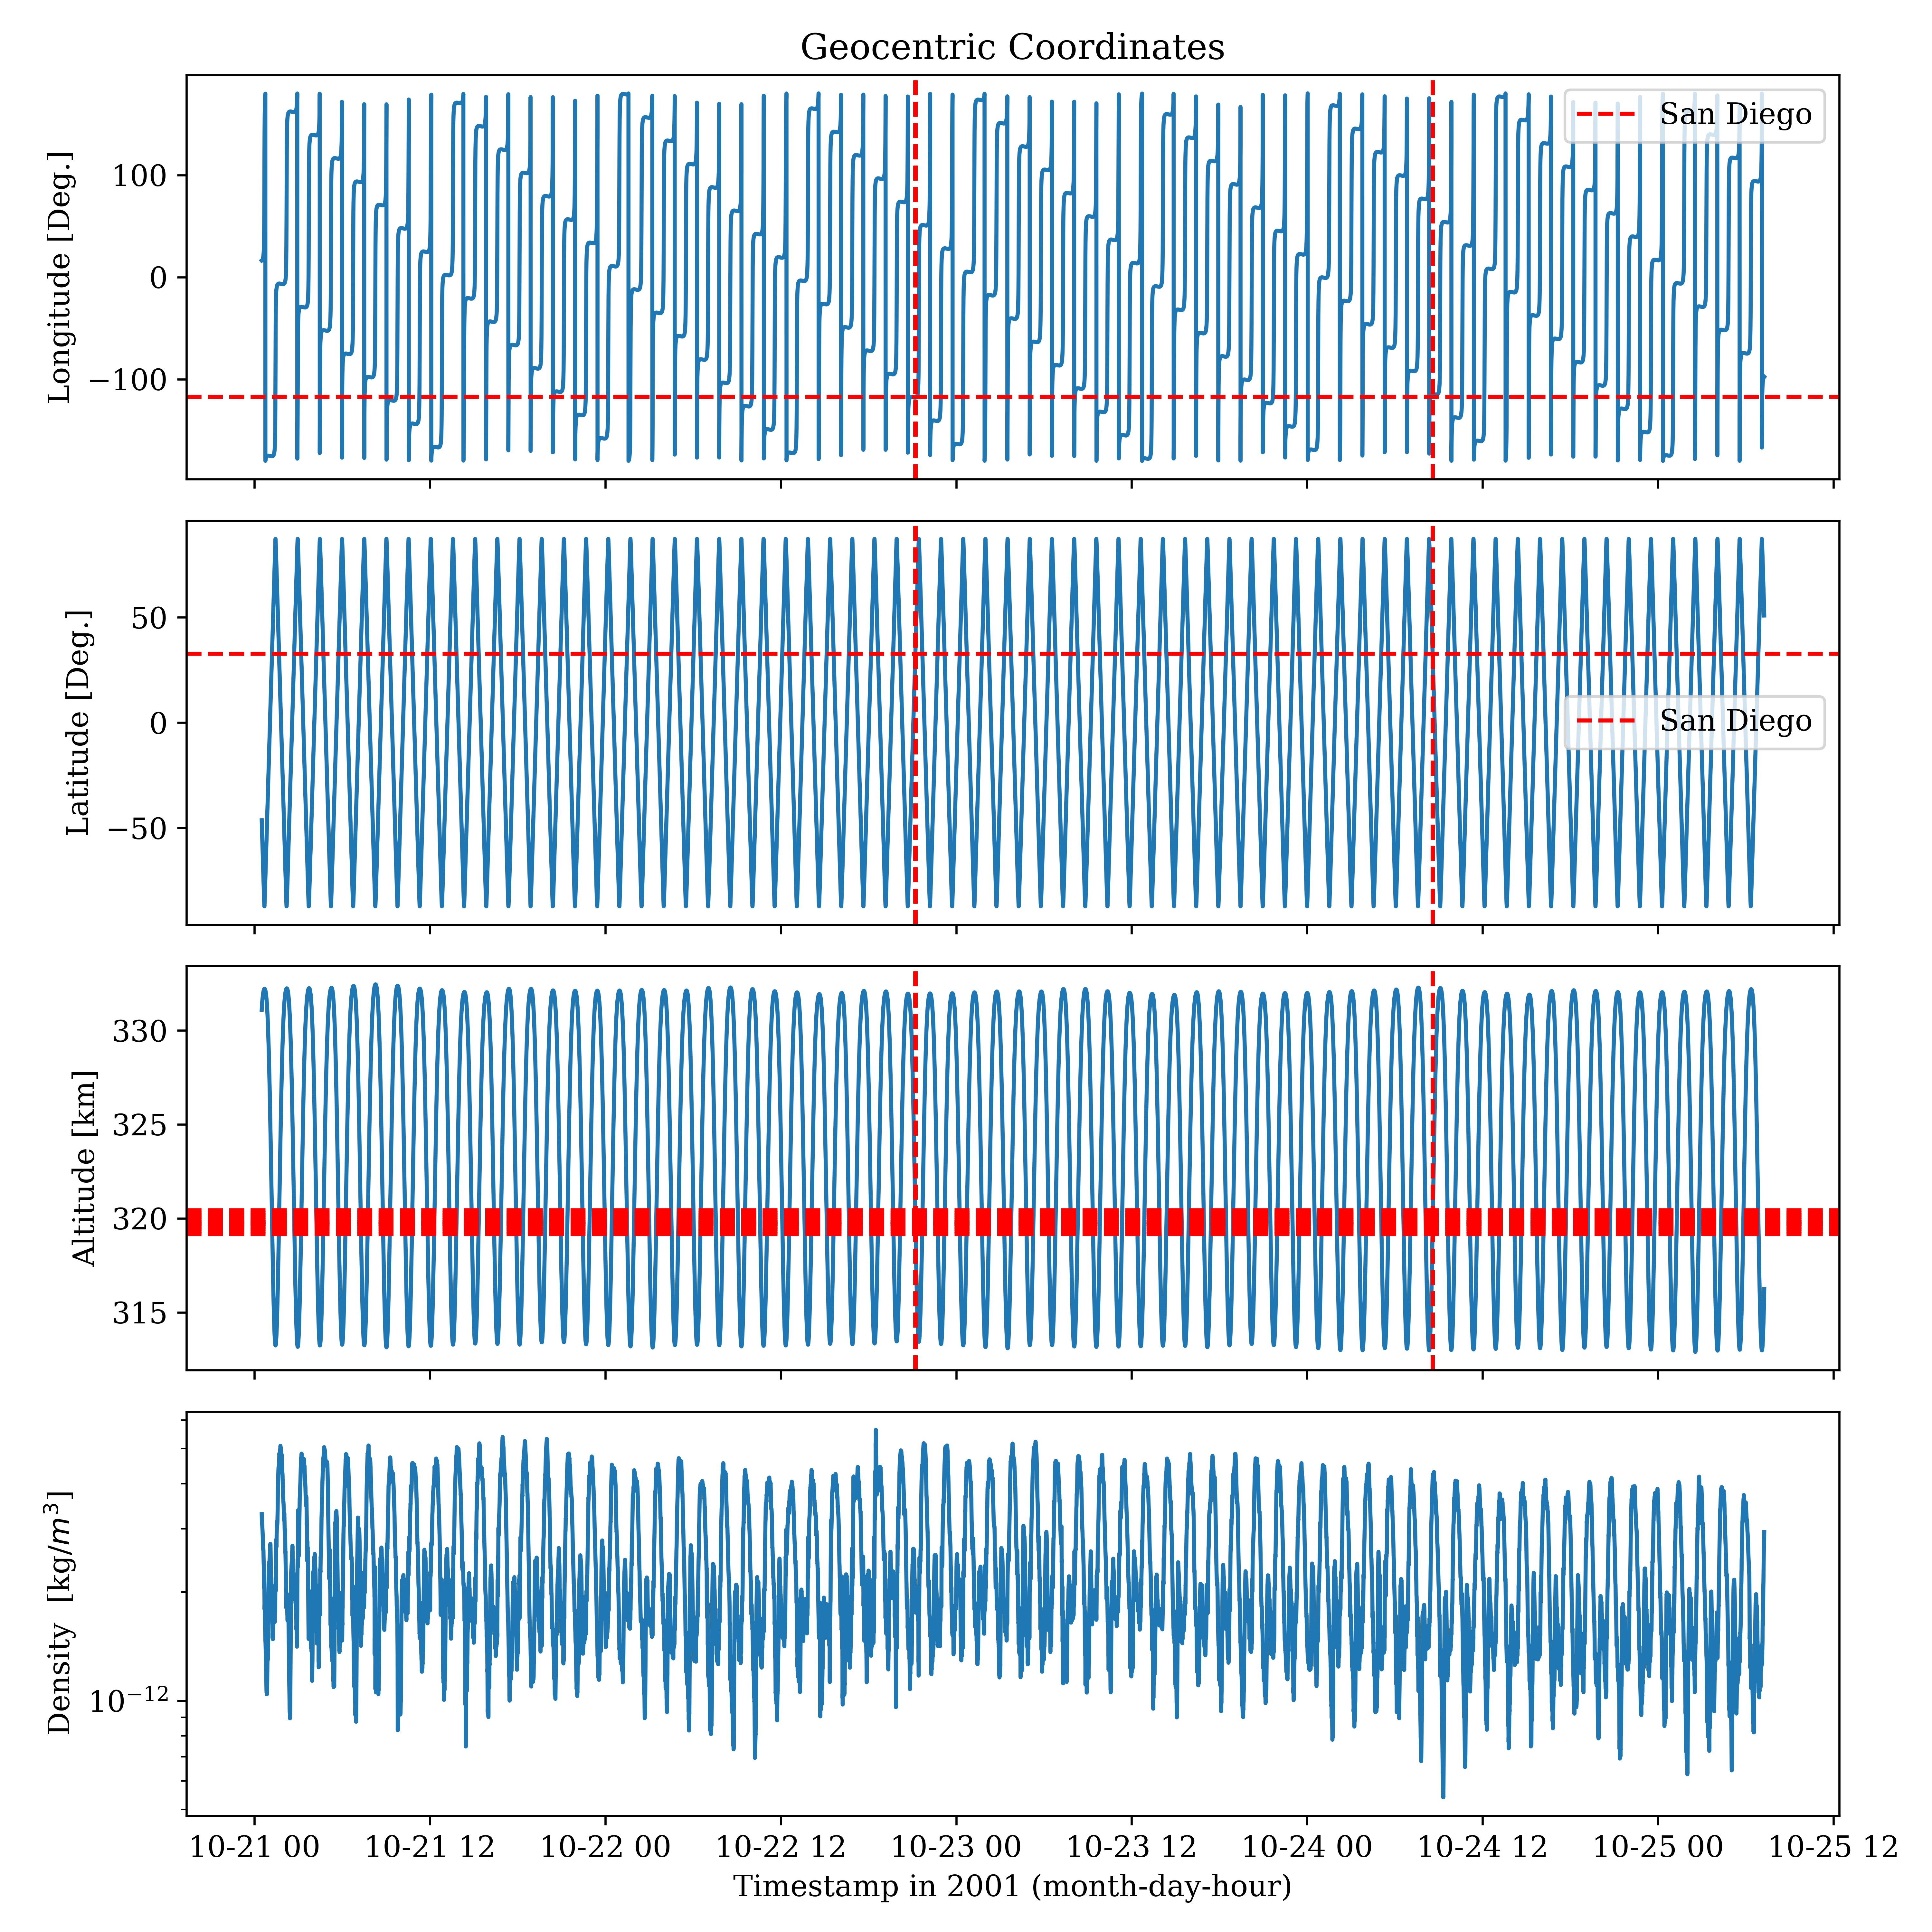 Geocentric Coordinates
Longitude [Deg.]
100
0
−100
San Diego
Latitude [Deg.]
50
0
−50
San Diego
Altitude [km]
330
325
320
315
Density [kg/m³]
10⁻¹²
10-21 00
10-21 12
10-22 00
10-22 12
10-23 00
10-23 12
10-24 00
10-24 12
10-25 00
10-25 12
Timestamp in 2001 (month-day-hour)